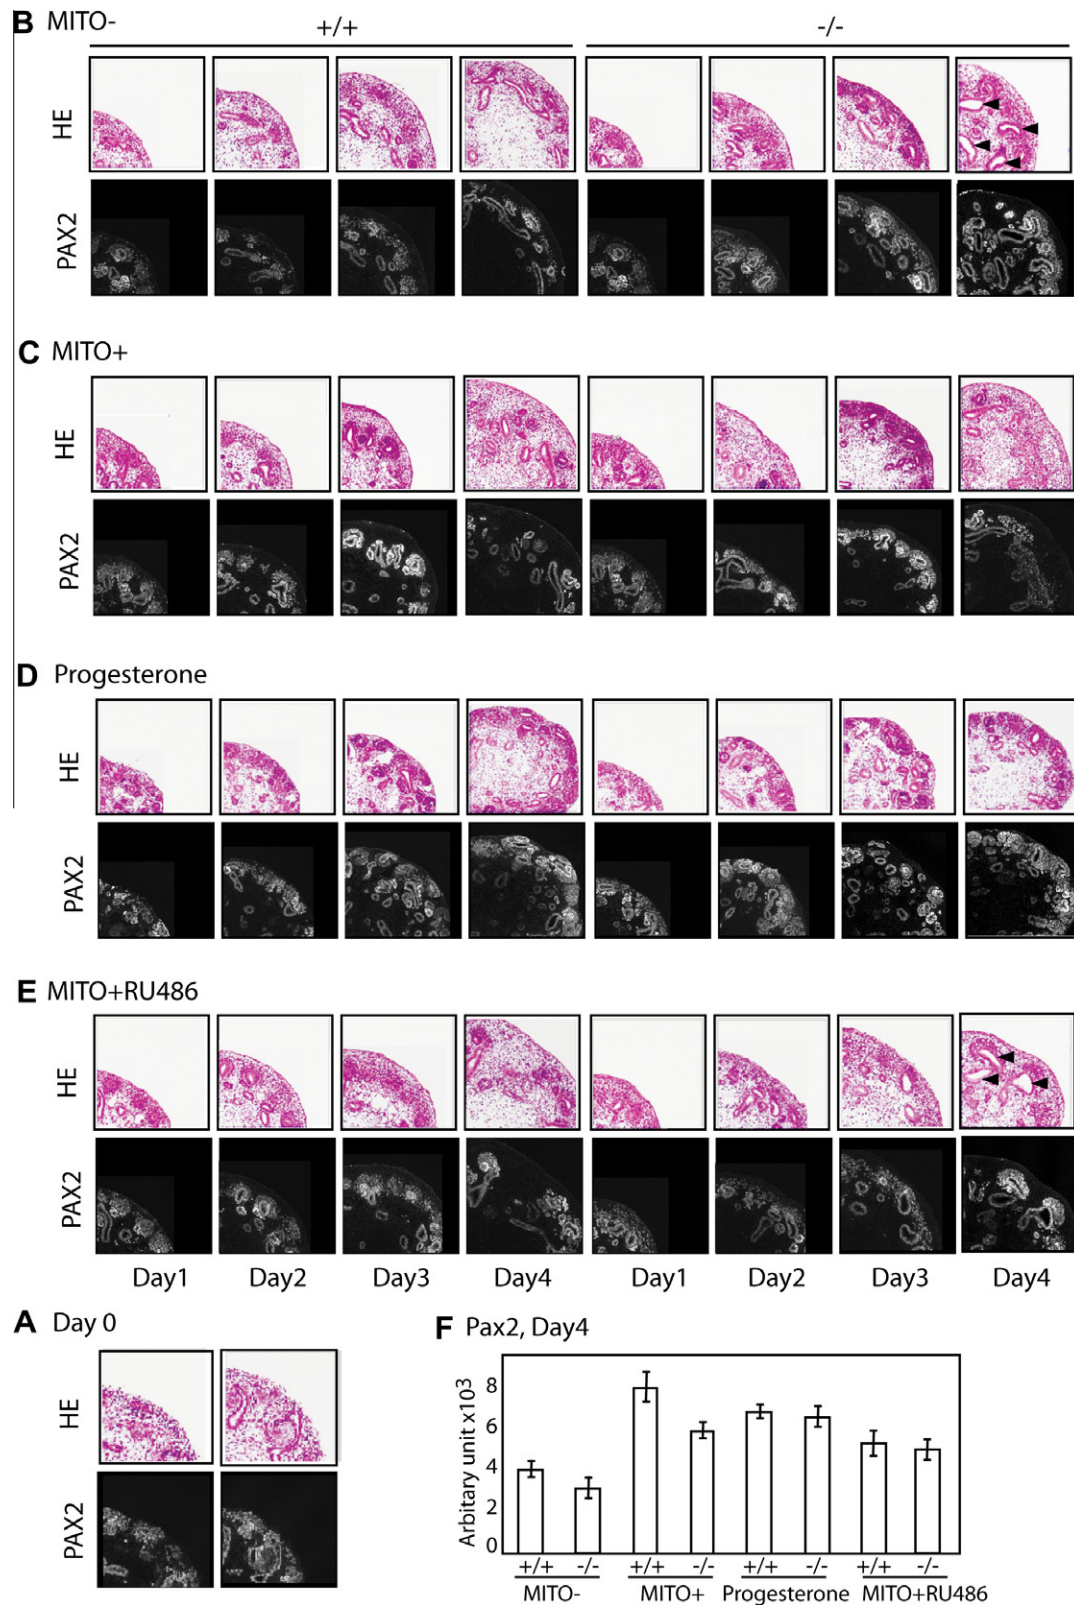 B MITO-
+/+ -/-
HE
PAX2
C MITO+
HE
PAX2
D Progesterone
HE
PAX2
E MITO+RU486
HE
PAX2
Day1 Day2 Day3 Day4 Day1 Day2 Day3 Day4
A Day 0
HE
PAX2
F Pax2, Day4
Arbitary unit x103
8
6
4
2
0
+/+ -/- +/+ -/- +/+ -/- +/+ -/-
MITO- MITO+ Progesterone MITO+RU486